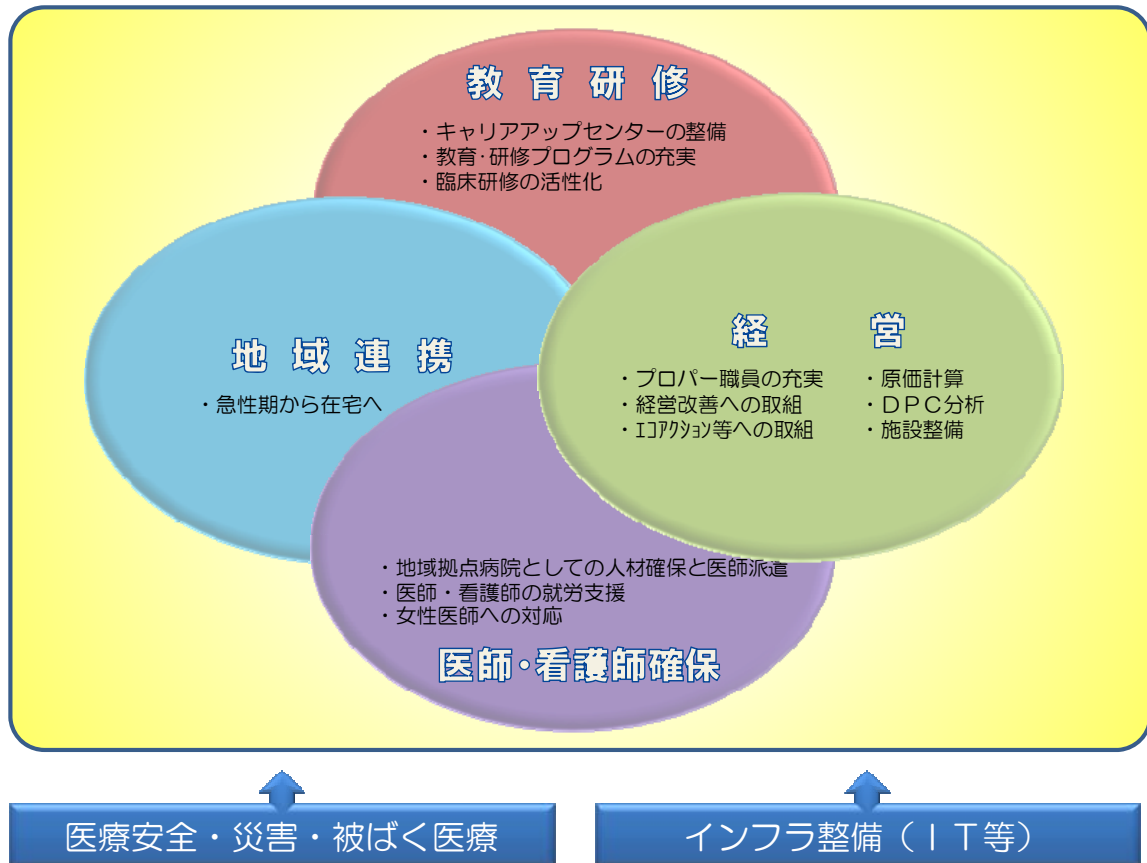 教育研修
・キャリアアップセンターの整備
・教育・研修プログラムの充実
・臨床研修の活性化
地域連携
・急性期から在宅へ
経営
・プロパー職員の充実
・経営改善への取組
・ｴｺｱｸｼｮﾝ等への取組
・原価計算
・ＤＰＣ分析
・施設整備
・地域拠点病院としての人材確保と医師派遣
・医師・看護師の就労支援
・女性医師への対応
医師・看護師確保
医療安全・災害・被ばく医療
インフラ整備（ＩＴ等）